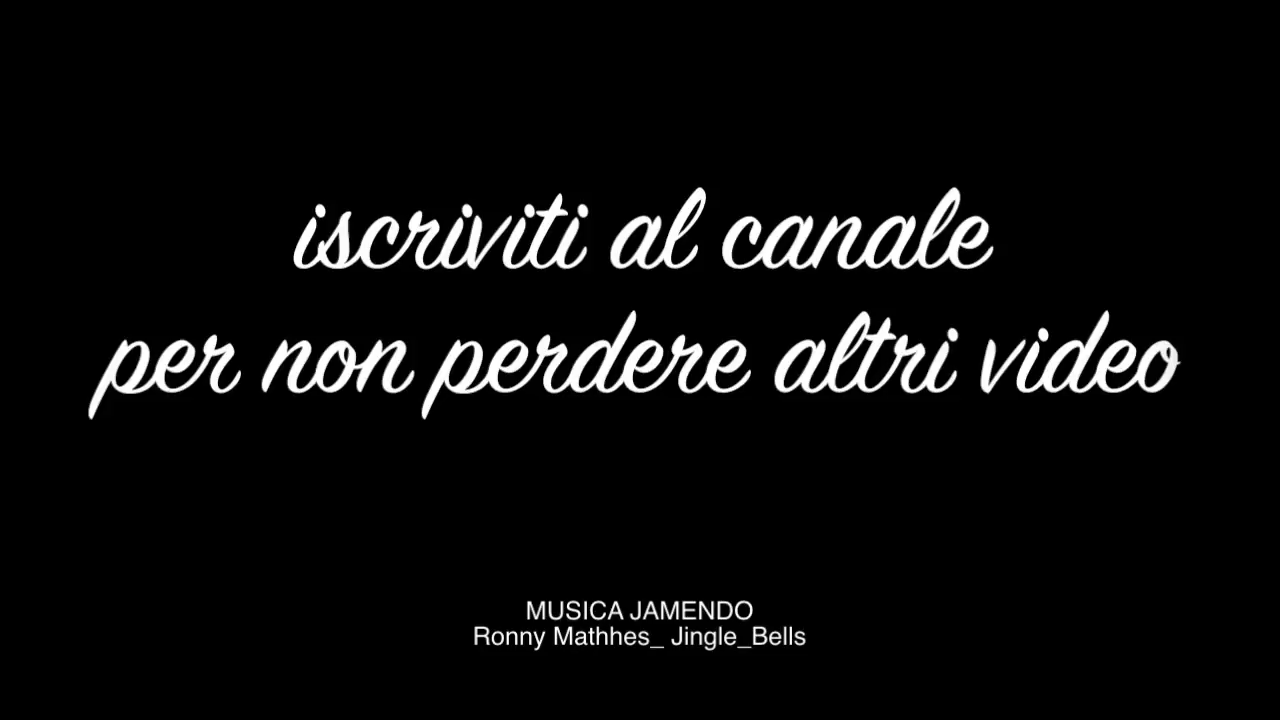 iscriviti al canale
per non perdere altri video
MUSICA JAMENDO
Ronny Mathhes_ Jingle_Bells